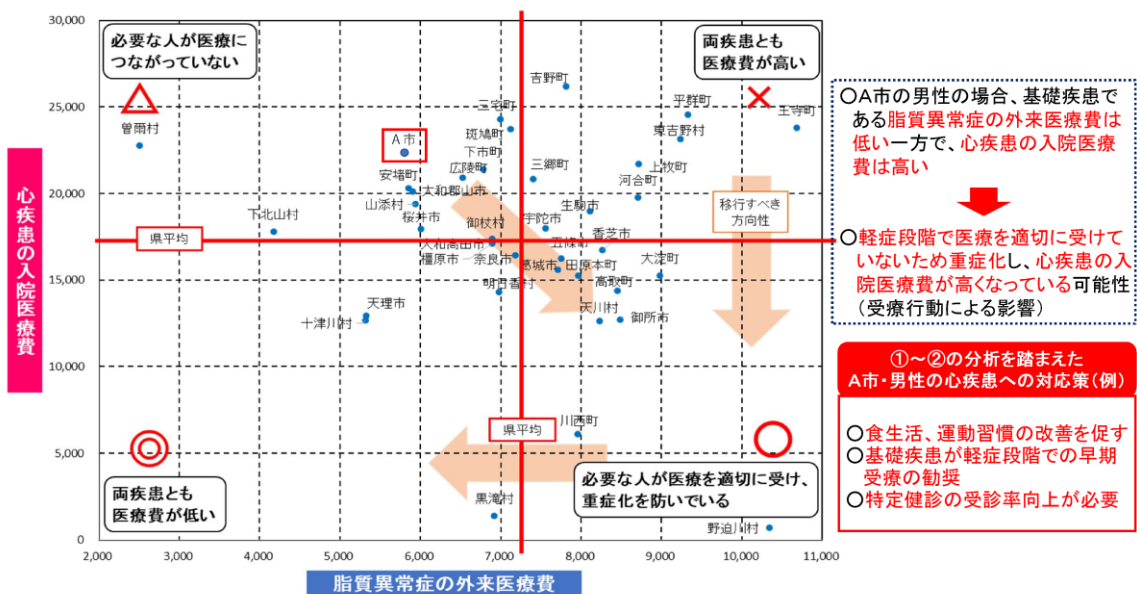 30,000
25,000
20,000
15,000
10,000
5,000
0
2,000
3,000
4,000
5,000
6,000
7,000
8,000
9,000
10,000
11,000
心疾患の入院医療費
脂質異常症の外来医療費
必要な人が医療に
つながっていない
両疾患とも
医療費が高い
両疾患とも
医療費が低い
必要な人が医療を適切に受け、
重症化を防いでいる
県平均
県平均
移行すべき
方向性
曽爾村
吉野町
三宅町
平群町
王寺町
斑鳩町
東吉野村
A市
下市町
上牧町
広陵町
三郷町
安堵町
大和郡山市
河合町
山添村
生駒市
下北山村
桜井市
御杖村
宇陀市
香芝市
大和高田市
五條市
橿原市
奈良市
葛城市
田原本町
大淀町
明日香村
高取町
天理市
天川村
御所市
十津川村
川西町
黒滝村
野迫川村
〇A市の男性の場合、基礎疾患で
ある脂質異常症の外来医療費は
低い一方で、心疾患の入院医療
費は高い
〇軽症段階で医療を適切に受けて
いないため重症化し、心疾患の入
院医療費が高くなっている可能性
(受療行動による影響)
①～②の分析を踏まえた
A市・男性の心疾患への対応策(例)
〇食生活、運動習慣の改善を促す
〇基礎疾患が軽症段階での早期
受療の勧奨
〇特定健診の受診率向上が必要